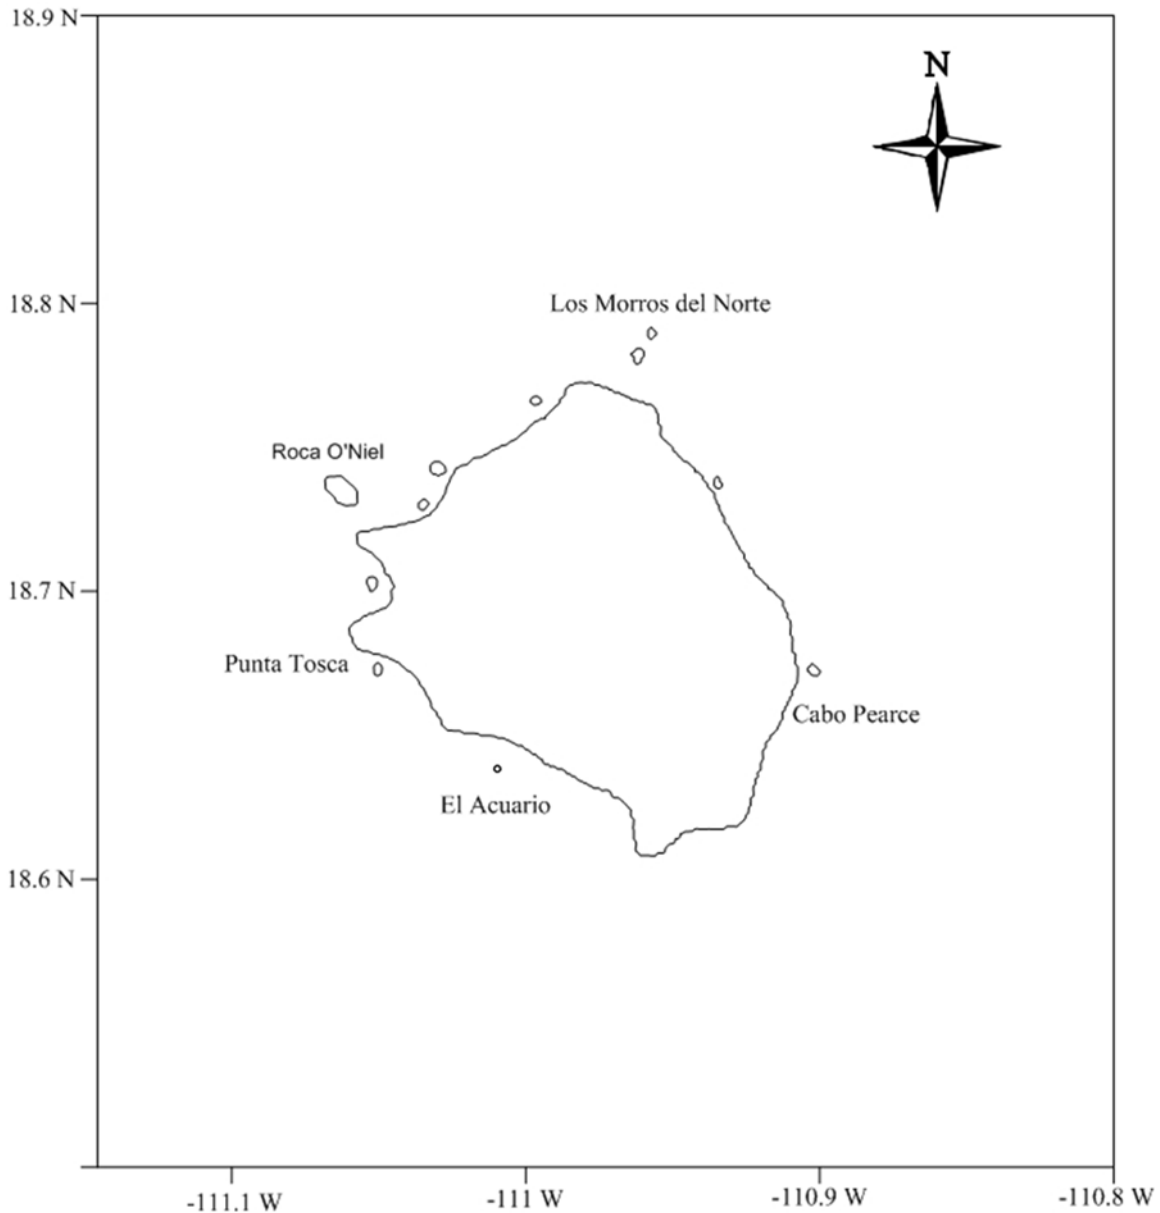 18.9 N
N
18.8 N
Los Morros del Norte
Roca O'Niel
18.7 N
Punta Tosca
Cabo Pearce
El Acuario
18.6 N
-111.1 W
-111 W
-110.9 W
-110.8 W